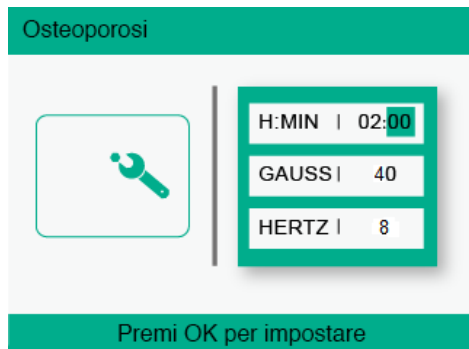 Osteoporosi
H:MIN | 02:00
GAUSS | 40
HERTZ | 8
Premi OK per impostare